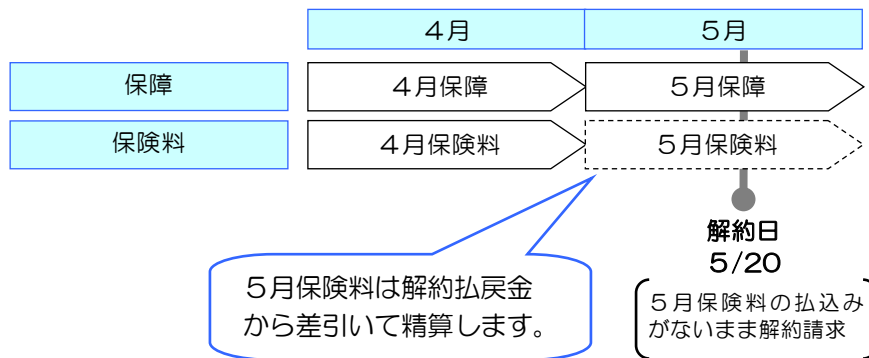 ４月
５月
保障
４月保障
５月保障
保険料
４月保険料
５月保険料
解約日
5/20
５月保険料は解約払戻金
から差引いて精算します。
５月保険料の払込み
がないまま解約請求